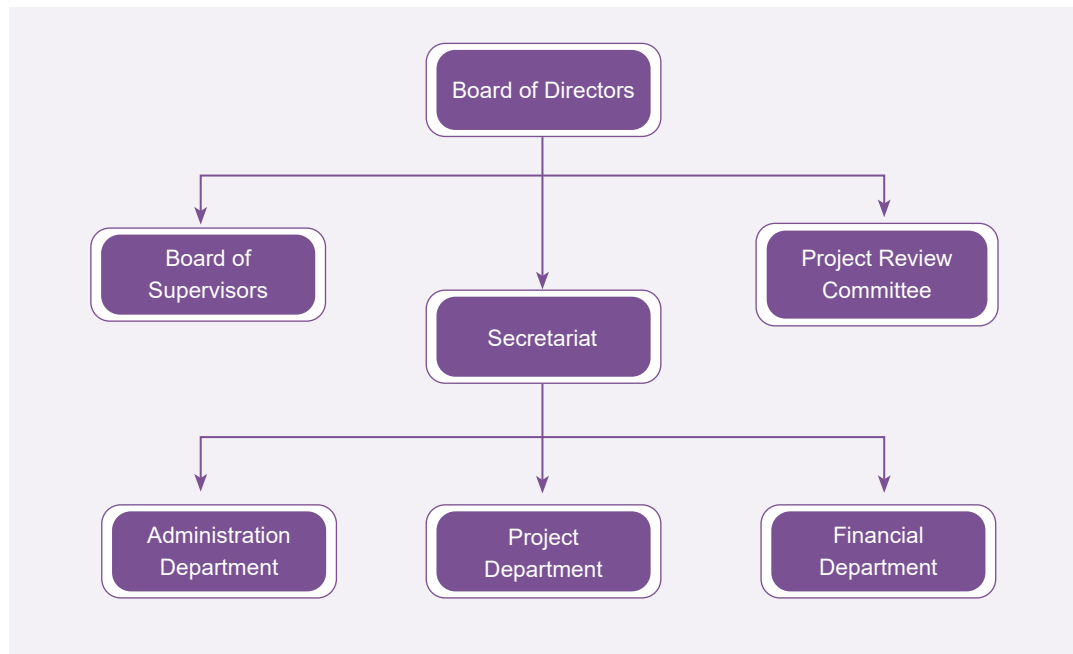 Board of Directors
Board of
Supervisors
Project Review
Committee
Secretariat
Administration
Department
Project
Department
Financial
Department